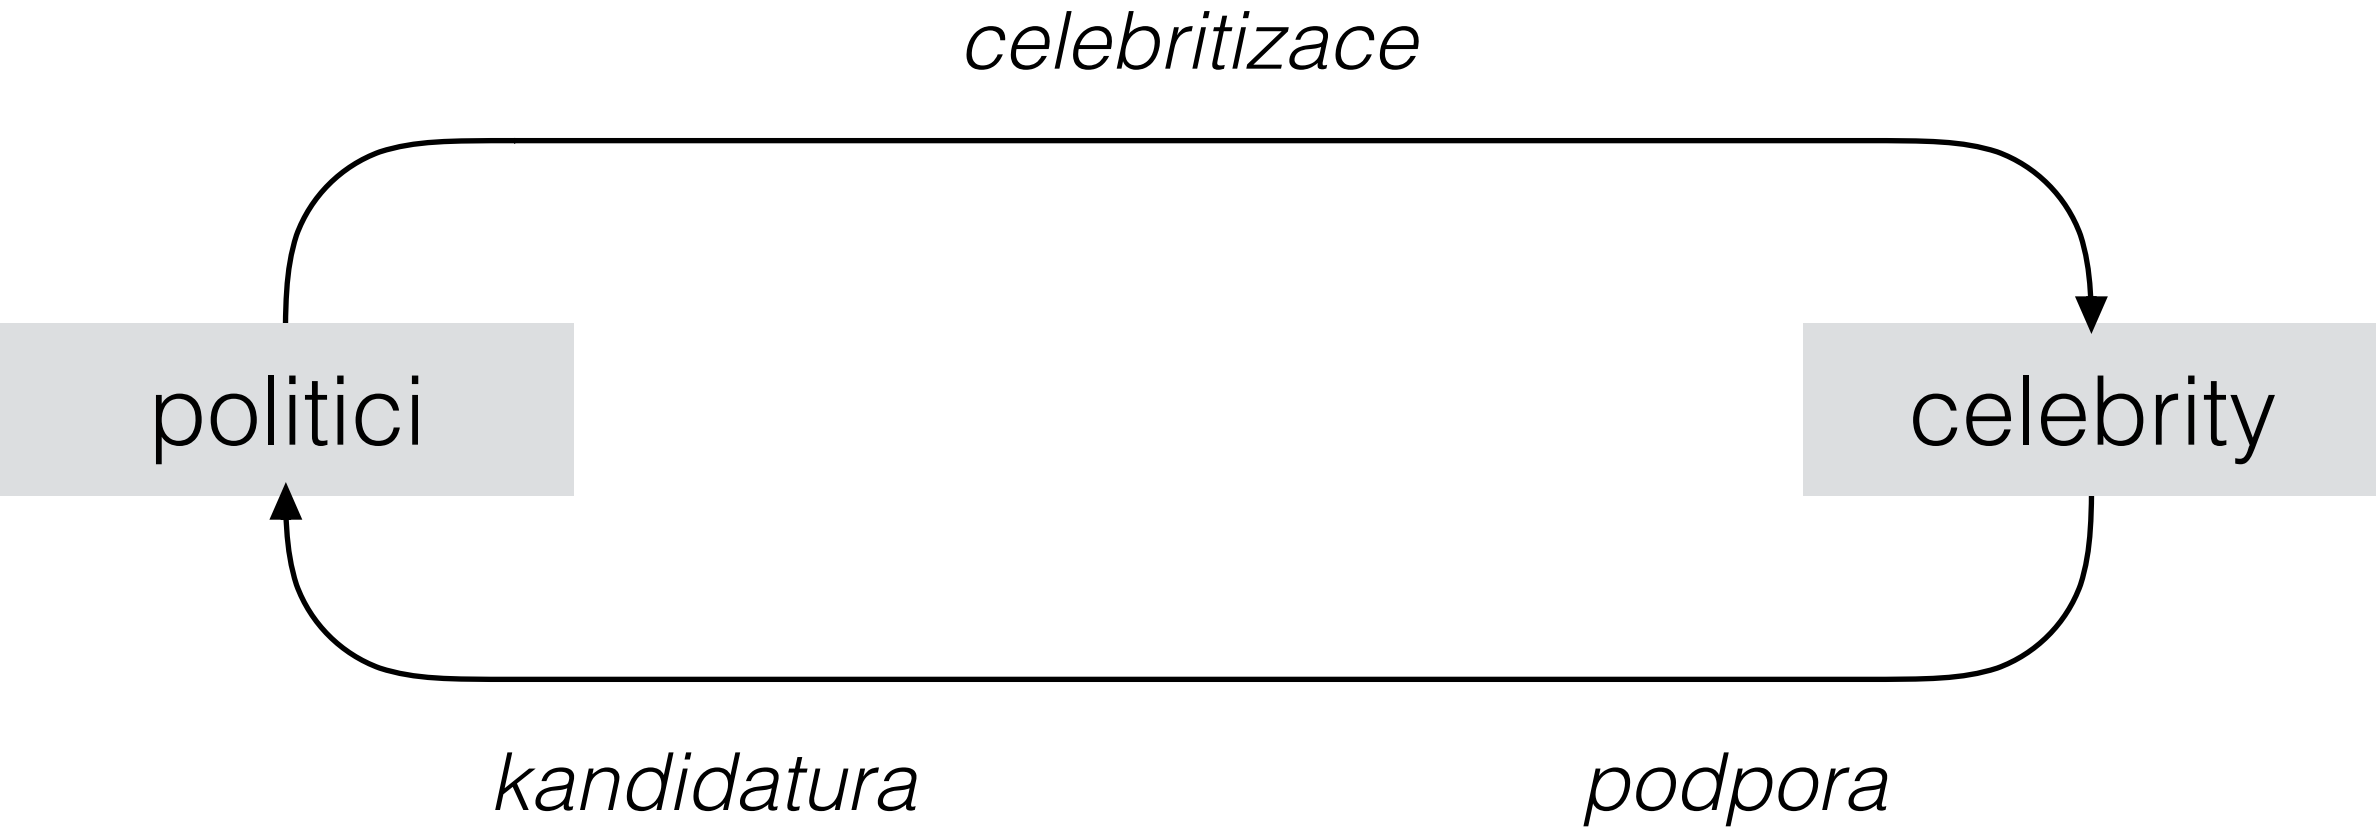 celebritizace
politici
celebrity
kandidatura
podpora